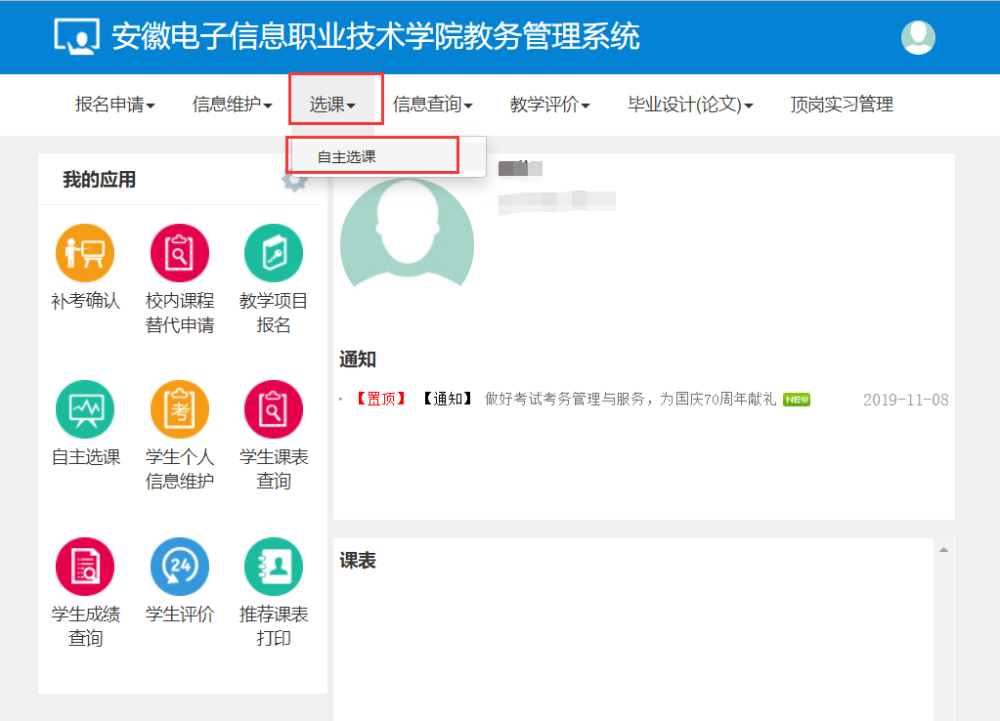 安徽电子信息职业技术学院教务管理系统
报名申请 信息维护 选课 信息查询 教学评价 毕业设计(论文) 顶岗实习管理
自主选课
我的应用
补考确认
校内课程
替代申请
教学项目
报名
自主选课
考
学生个人
信息维护
学生课表
查询
学生成绩
查询
24
学生评价
推荐课表
打印
通知
·【置顶】【通知】做好考试考务管理与服务，为国庆70周年献礼 NEW 2019-11-08
课表